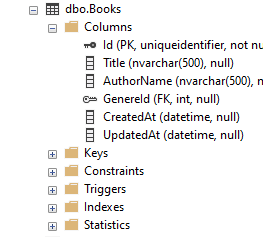 dbo.Books
Columns
Id (PK, uniqueidentifier, not nu
Title (nvarchar(500), null)
AuthorName (nvarchar(500), n
GenereId (FK, int, null)
CreatedAt (datetime, null)
UpdatedAt (datetime, null)
Keys
Constraints
Triggers
Indexes
Statistics